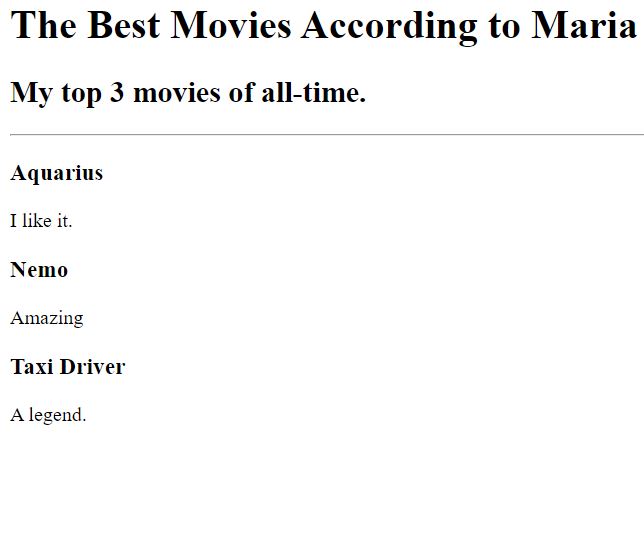 The Best Movies According to Maria
My top 3 movies of all-time.
Aquarius
I like it.
Nemo
Amazing
Taxi Driver
A legend.